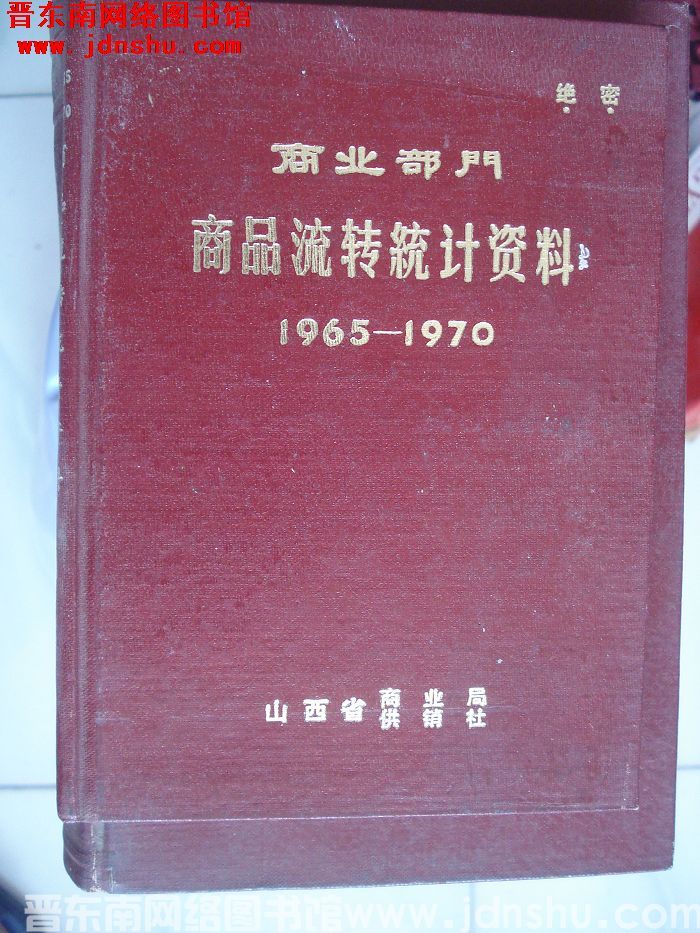 晋东南网络图书馆
www.jdnshu.com
绝密
商业部門
商品流转統计资料
1965—1970
山西省商业局
供销社
晋东南网络图书馆www.jdnshu.com